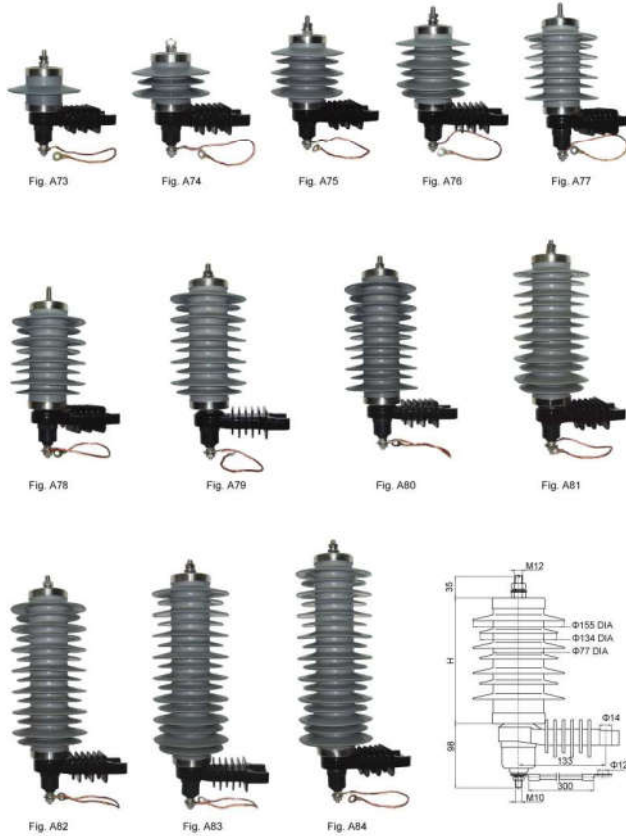 Fig. A73
Fig. A74
Fig. A75
Fig. A76
Fig. A77
Fig. A78
Fig. A79
Fig. A80
Fig. A81
M12
35
Φ155 DIA
Φ134 DIA
Φ77 DIA
H
Φ14
133
98
Φ12
300
M10
Fig. A82
Fig. A83
Fig. A84